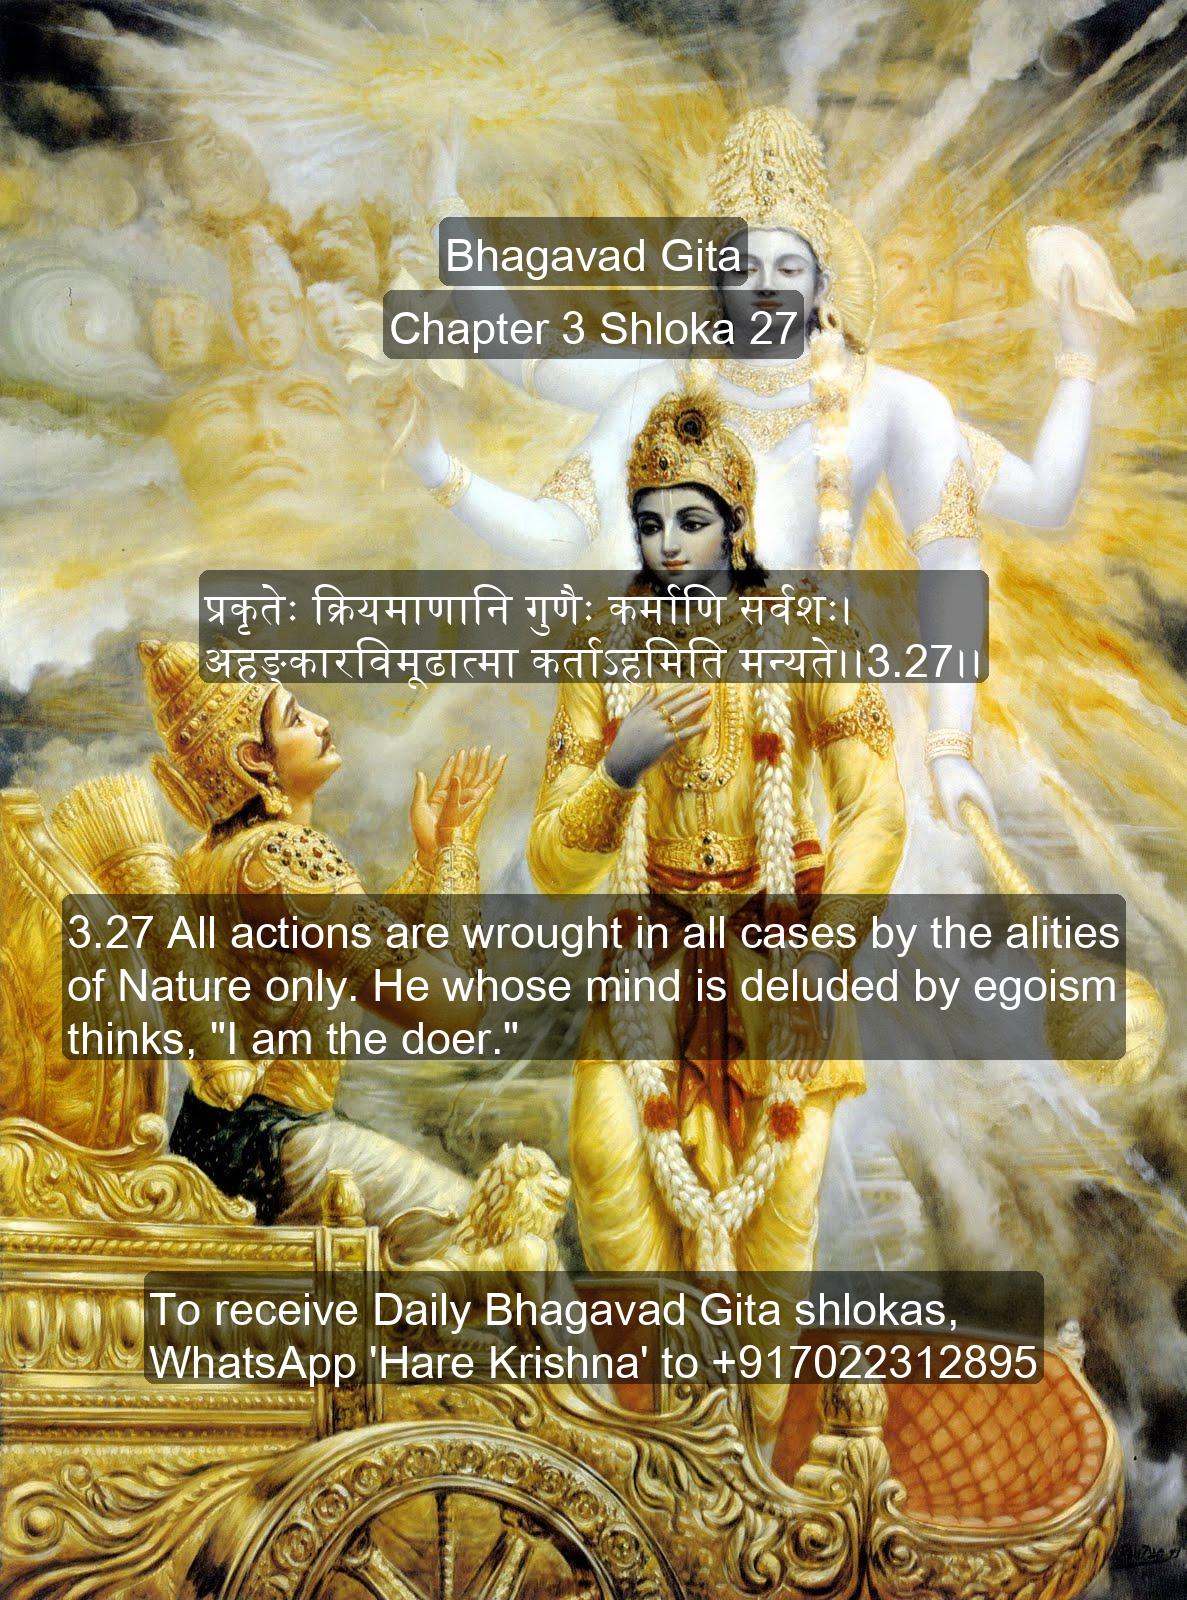 Bhagavad Gita
Chapter 3 Shloka 27
प्रकृतेः क्रियमाणानि गुणैः कर्माणि सर्वशः।
अहङ्कारविमूढात्मा कर्ताऽहमिति मन्यते।।3.27।।
3.27 All actions are wrought in all cases by the alities
of Nature only. He whose mind is deluded by egoism
thinks, "I am the doer."
To receive Daily Bhagavad Gita shlokas,
WhatsApp 'Hare Krishna' to +917022312895